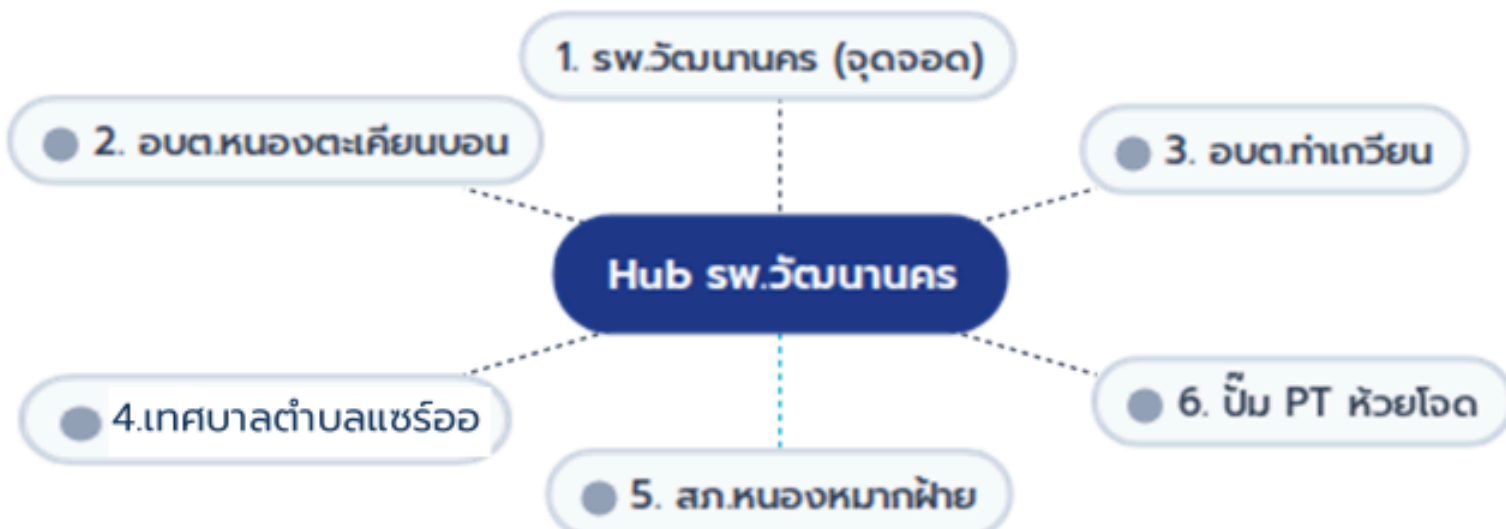 1. รพ.วัฒนานคร (จุดจอด)
2. อบต.หนองตะเคียนบอน
3. อบต.ท่าเกวียน
Hub รพ.วัฒนานคร
4.เทศบาลตำบลแซร์ออ
6. ปั๊ม PT ห้วยโจด
5. สภ.หนองหมากฝ้าย